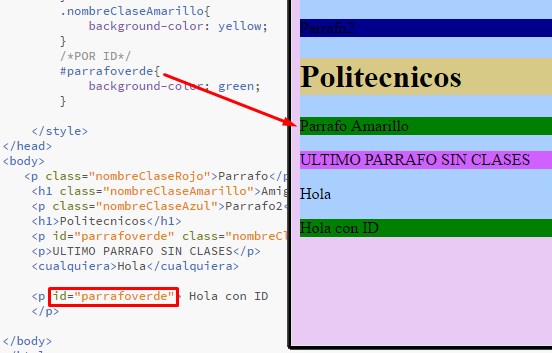 .nombreClaseAmarillo{
background-color: yellow;
}
/*POR ID*/
#parrafoverde{
background-color: green;
}
</style>
</head>
<body>
<p class="nombreClaseRojo">Parrafo</p
<h1 class="nombreClaseAmarillo">Amig
<p class="nombreClaseAzul">Parrafo2<
<h1>Politecnicos</h1>
<p id="parrafoverde" class="nombreCl
<p>ULTIMO PARRAFO SIN CLASES</p>
<cualquiera>Hola</cualquiera>
<p id="parrafoverde"> Hola con ID
</p>
</body>
Parrafo2
Politecnicos
Parrafo Amarillo
ULTIMO PARRAFO SIN CLASES
Hola
Hola con ID